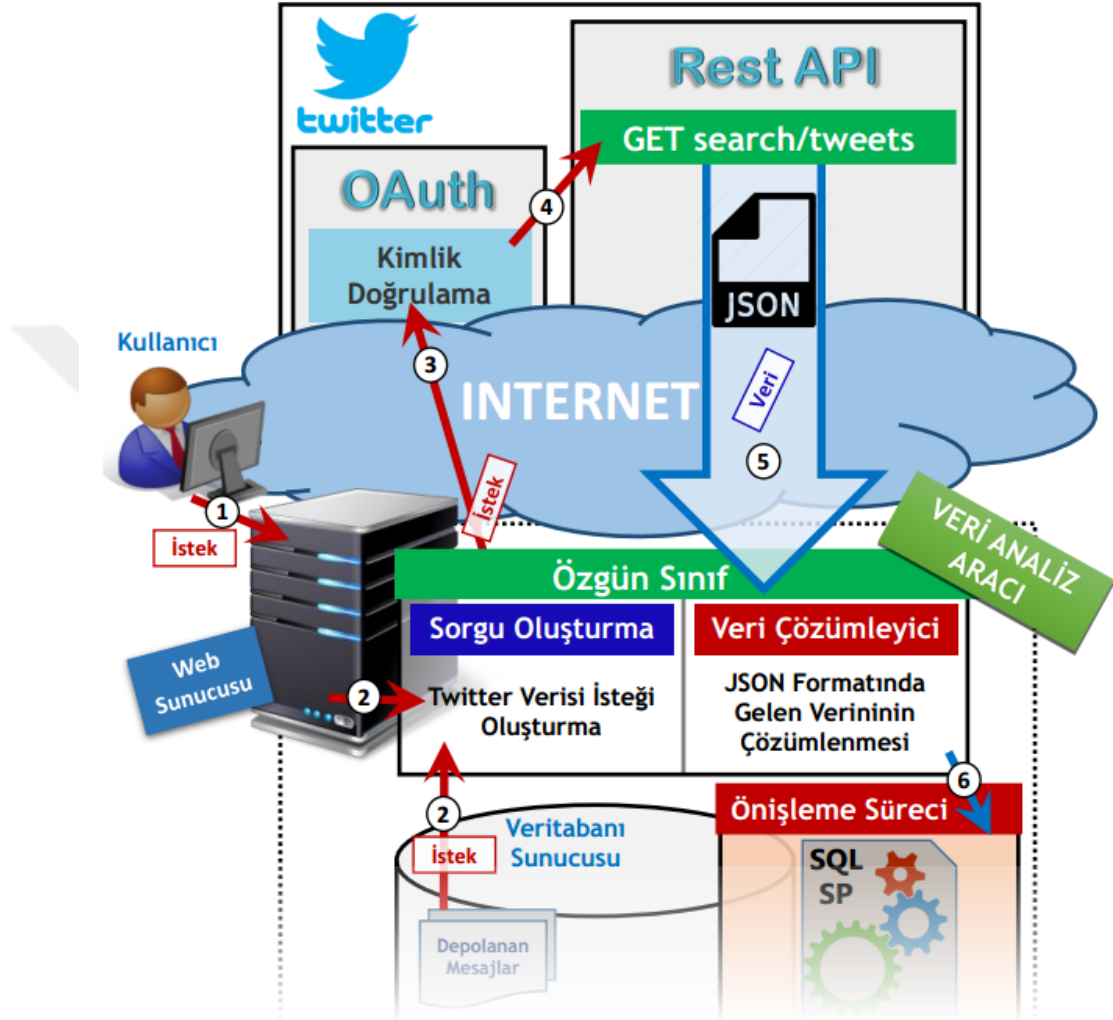 twitter
Rest API
GET search/tweets
OAuth
4
Kimlik
Doğrulama
JSON
Kullanıcı
3
INTERNET
Veri
5
1
İstek
İstek
VERİ ANALİZ
ARACI
Özgün Sınıf
Sorgu Oluşturma
Veri Çözümleyici
Web
Sunucusu
2
Twitter Verisi İsteği
Oluşturma
JSON Formatında
Gelen Verininin
Çözümlenmesi
6
2
Önişleme Süreci
Veritabanı
Sunucusu
İstek
SQL
SP
Depolanan
Mesajlar